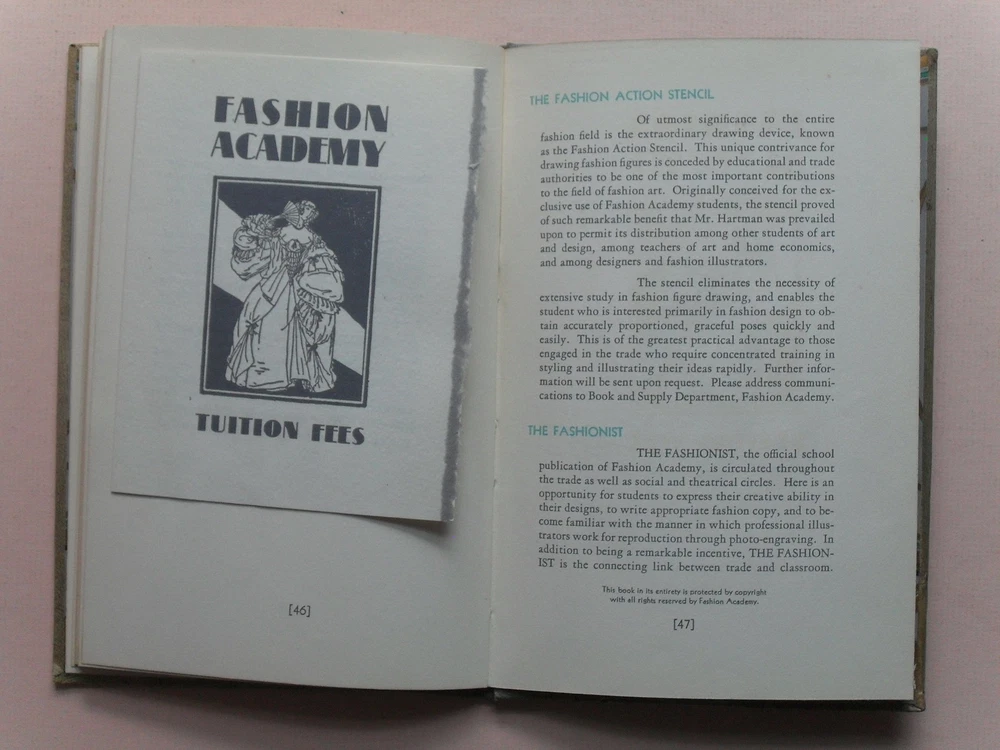 FASHION
ACADEMY
TUITION FEES
[46]
THE FASHION ACTION STENCIL
Of utmost significance to the entire
fashion field is the extraordinary drawing device, known
as the Fashion Action Stencil. This unique contrivance for
drawing fashion figures is conceded by educational and trade
authorities to be one of the most important contributions
to the field of fashion art. Originally conceived for the ex-
clusive use of Fashion Academy students, the stencil proved
of such remarkable benefit that Mr. Hartman was prevailed
upon to permit its distribution among other students of art
and design, among teachers of art and home economics,
and among designers and fashion illustrators.
The stencil eliminates the necessity of
extensive study in fashion figure drawing, and enables the
student who is interested primarily in fashion design to ob-
tain accurately proportioned, graceful poses quickly and
easily. This is of the greatest practical advantage to those
engaged in the trade who require concentrated training in
styling and illustrating their ideas rapidly. Further infor-
mation will be sent upon request. Please address communi-
cations to Book and Supply Department, Fashion Academy.
THE FASHIONIST
THE FASHIONIST, the official school
publication of Fashion Academy, is circulated throughout
the trade as well as social and theatrical circles. Here is an
opportunity for students to express their creative ability in
their designs, to write appropriate fashion copy, and to be-
come familiar with the manner in which professional illus-
trators work for reproduction through photo-engraving. In
addition to being a remarkable incentive, THE FASHION-
IST is the connecting link between trade and classroom.
This book in its entirety is protected by copyright
with all rights reserved by Fashion Academy.
[47]